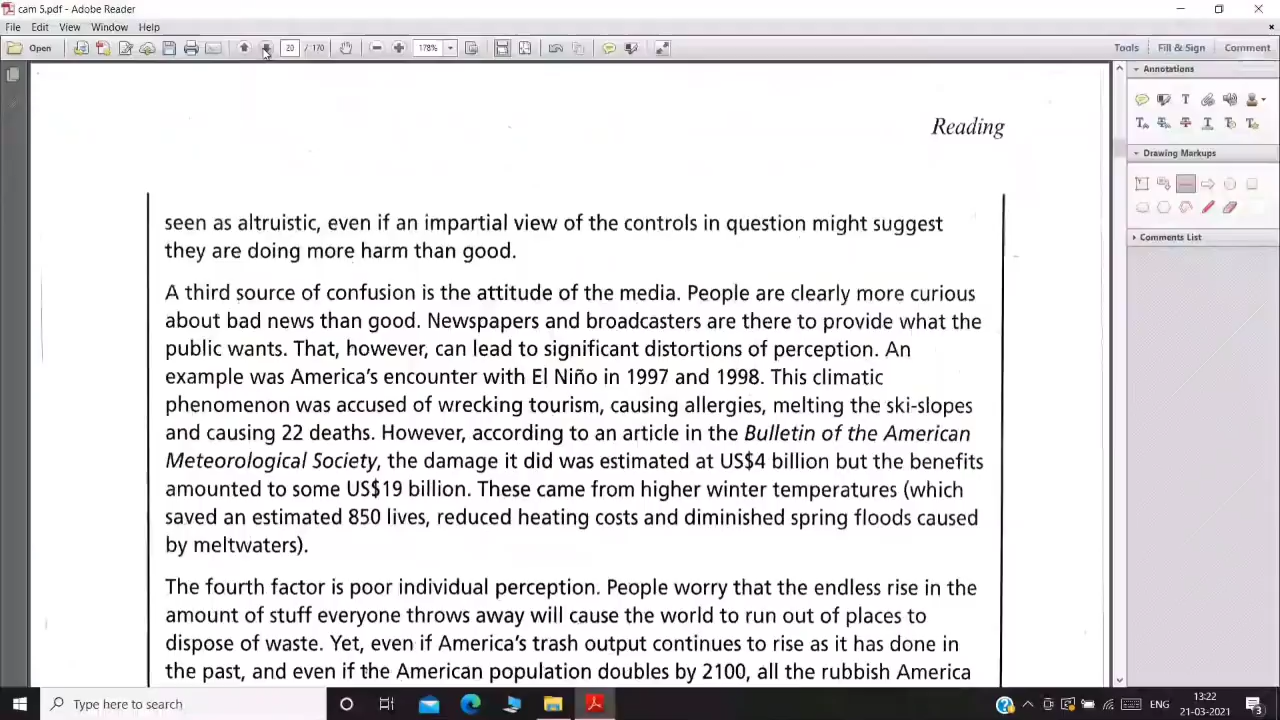 cam 5.pdf - Adobe Reader
File Edit View Window Help
Open 20 / 170 178% Tools Fill & Sign Comment
Annotations
Drawing Markups
Comments List
Reading
seen as altruistic, even if an impartial view of the controls in question might suggest
they are doing more harm than good.
A third source of confusion is the attitude of the media. People are clearly more curious
about bad news than good. Newspapers and broadcasters are there to provide what the
public wants. That, however, can lead to significant distortions of perception. An
example was America's encounter with El Niño in 1997 and 1998. This climatic
phenomenon was accused of wrecking tourism, causing allergies, melting the ski-slopes
and causing 22 deaths. However, according to an article in the Bulletin of the American
Meteorological Society, the damage it did was estimated at US$4 billion but the benefits
amounted to some US$19 billion. These came from higher winter temperatures (which
saved an estimated 850 lives, reduced heating costs and diminished spring floods caused
by meltwaters).
The fourth factor is poor individual perception. People worry that the endless rise in the
amount of stuff everyone throws away will cause the world to run out of places to
dispose of waste. Yet, even if America's trash output continues to rise as it has done in
the past, and even if the American population doubles by 2100, all the rubbish America
Type here to search
ENG
13:22
21-03-2021
3